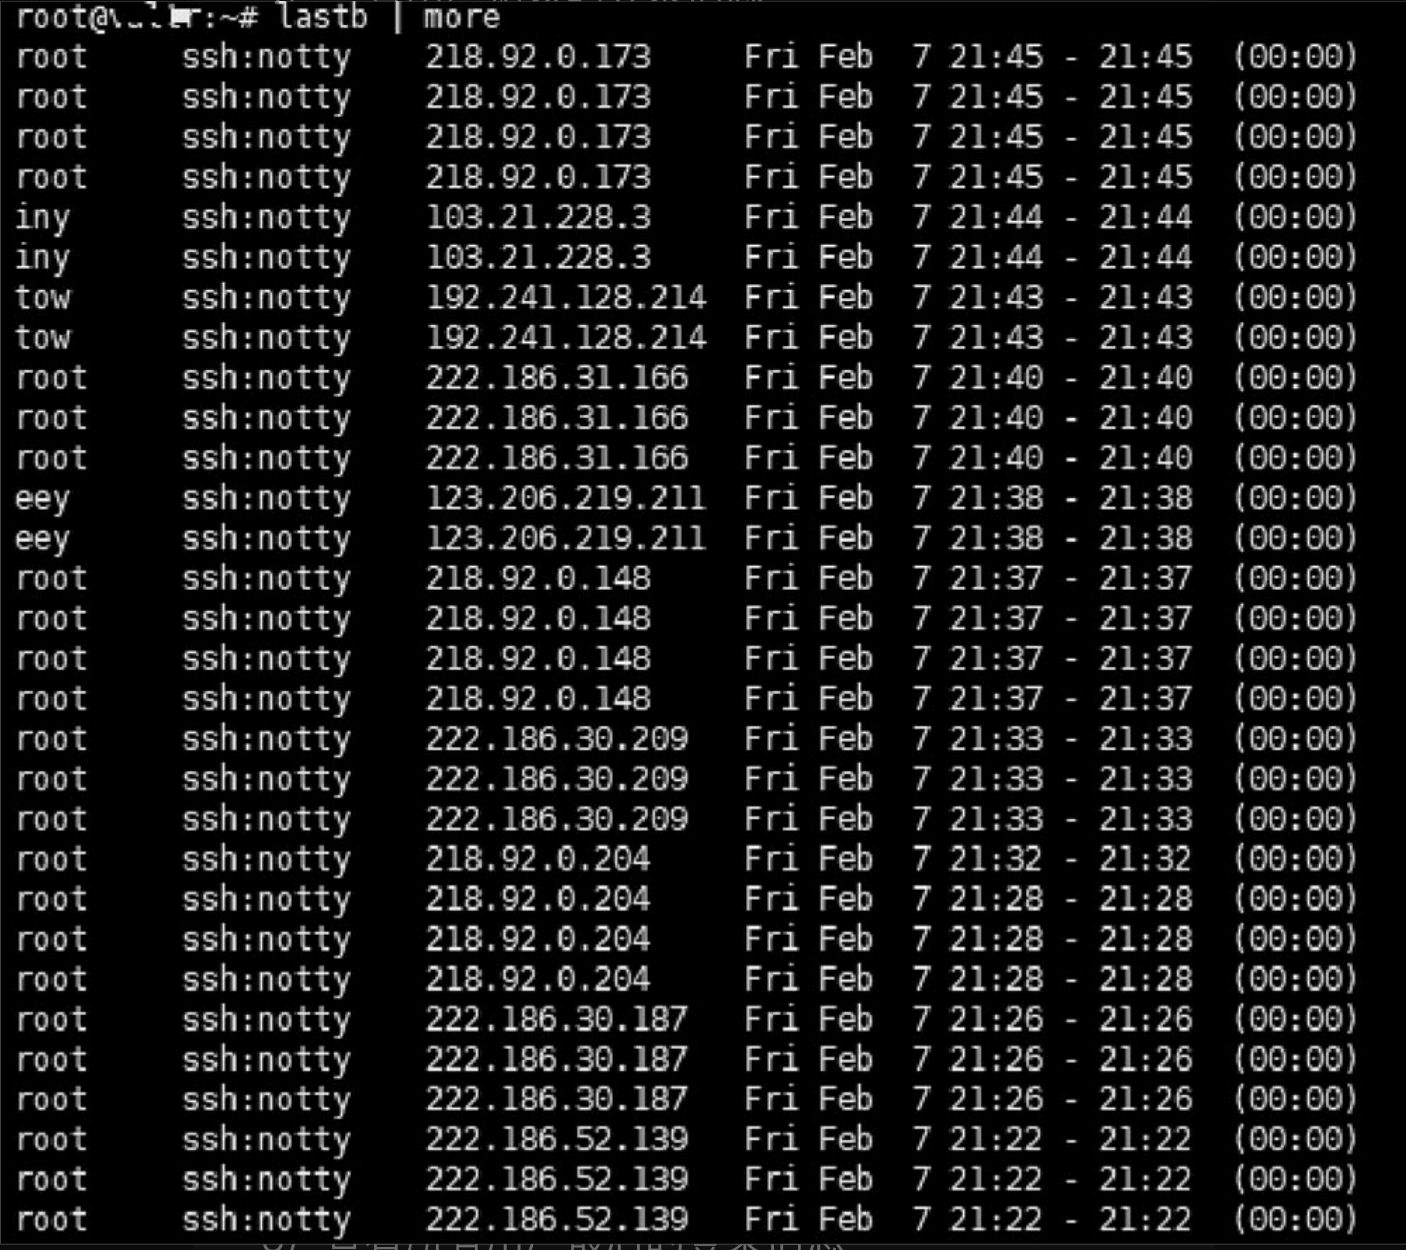 root@:~# lastb | more
root     ssh:notty    218.92.0.173     Fri Feb  7 21:45 - 21:45  (00:00)
root     ssh:notty    218.92.0.173     Fri Feb  7 21:45 - 21:45  (00:00)
root     ssh:notty    218.92.0.173     Fri Feb  7 21:45 - 21:45  (00:00)
root     ssh:notty    218.92.0.173     Fri Feb  7 21:45 - 21:45  (00:00)
iny      ssh:notty    103.21.228.3     Fri Feb  7 21:44 - 21:44  (00:00)
iny      ssh:notty    103.21.228.3     Fri Feb  7 21:44 - 21:44  (00:00)
tow      ssh:notty    192.241.128.214  Fri Feb  7 21:43 - 21:43  (00:00)
tow      ssh:notty    192.241.128.214  Fri Feb  7 21:43 - 21:43  (00:00)
root     ssh:notty    222.186.31.166   Fri Feb  7 21:40 - 21:40  (00:00)
root     ssh:notty    222.186.31.166   Fri Feb  7 21:40 - 21:40  (00:00)
root     ssh:notty    222.186.31.166   Fri Feb  7 21:40 - 21:40  (00:00)
eey      ssh:notty    123.206.219.211  Fri Feb  7 21:38 - 21:38  (00:00)
eey      ssh:notty    123.206.219.211  Fri Feb  7 21:38 - 21:38  (00:00)
root     ssh:notty    218.92.0.148     Fri Feb  7 21:37 - 21:37  (00:00)
root     ssh:notty    218.92.0.148     Fri Feb  7 21:37 - 21:37  (00:00)
root     ssh:notty    218.92.0.148     Fri Feb  7 21:37 - 21:37  (00:00)
root     ssh:notty    218.92.0.148     Fri Feb  7 21:37 - 21:37  (00:00)
root     ssh:notty    222.186.30.209   Fri Feb  7 21:33 - 21:33  (00:00)
root     ssh:notty    222.186.30.209   Fri Feb  7 21:33 - 21:33  (00:00)
root     ssh:notty    222.186.30.209   Fri Feb  7 21:33 - 21:33  (00:00)
root     ssh:notty    218.92.0.204     Fri Feb  7 21:32 - 21:32  (00:00)
root     ssh:notty    218.92.0.204     Fri Feb  7 21:28 - 21:28  (00:00)
root     ssh:notty    218.92.0.204     Fri Feb  7 21:28 - 21:28  (00:00)
root     ssh:notty    218.92.0.204     Fri Feb  7 21:28 - 21:28  (00:00)
root     ssh:notty    222.186.30.187   Fri Feb  7 21:26 - 21:26  (00:00)
root     ssh:notty    222.186.30.187   Fri Feb  7 21:26 - 21:26  (00:00)
root     ssh:notty    222.186.30.187   Fri Feb  7 21:26 - 21:26  (00:00)
root     ssh:notty    222.186.52.139   Fri Feb  7 21:22 - 21:22  (00:00)
root     ssh:notty    222.186.52.139   Fri Feb  7 21:22 - 21:22  (00:00)
root     ssh:notty    222.186.52.139   Fri Feb  7 21:22 - 21:22  (00:00)